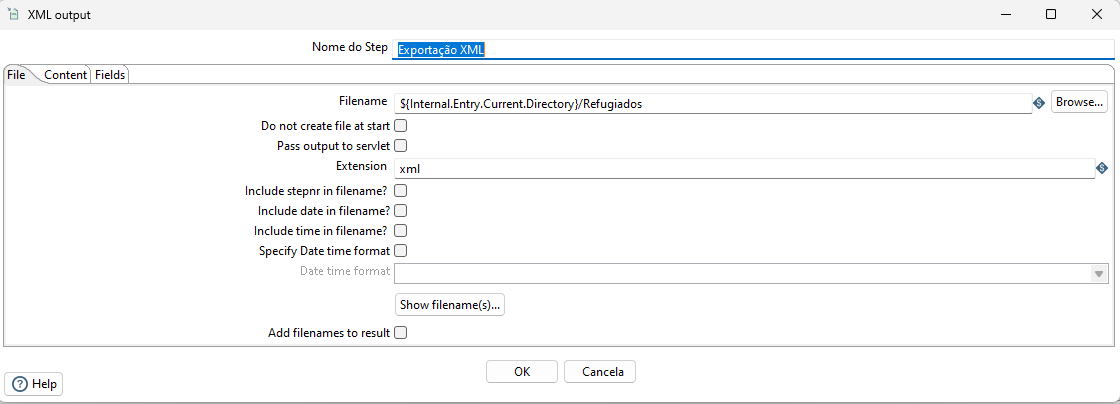 XML output
Nome do Step Exportação XML
File Content Fields
Filename ${Internal.Entry.Current.Directory}/Refugiados Browse...
Do not create file at start
Pass output to servlet
Extension xml
Include stepnr in filename?
Include date in filename?
Include time in filename?
Specify Date time format
Date time format
Show filename(s)...
Add filenames to result
OK Cancela
Help